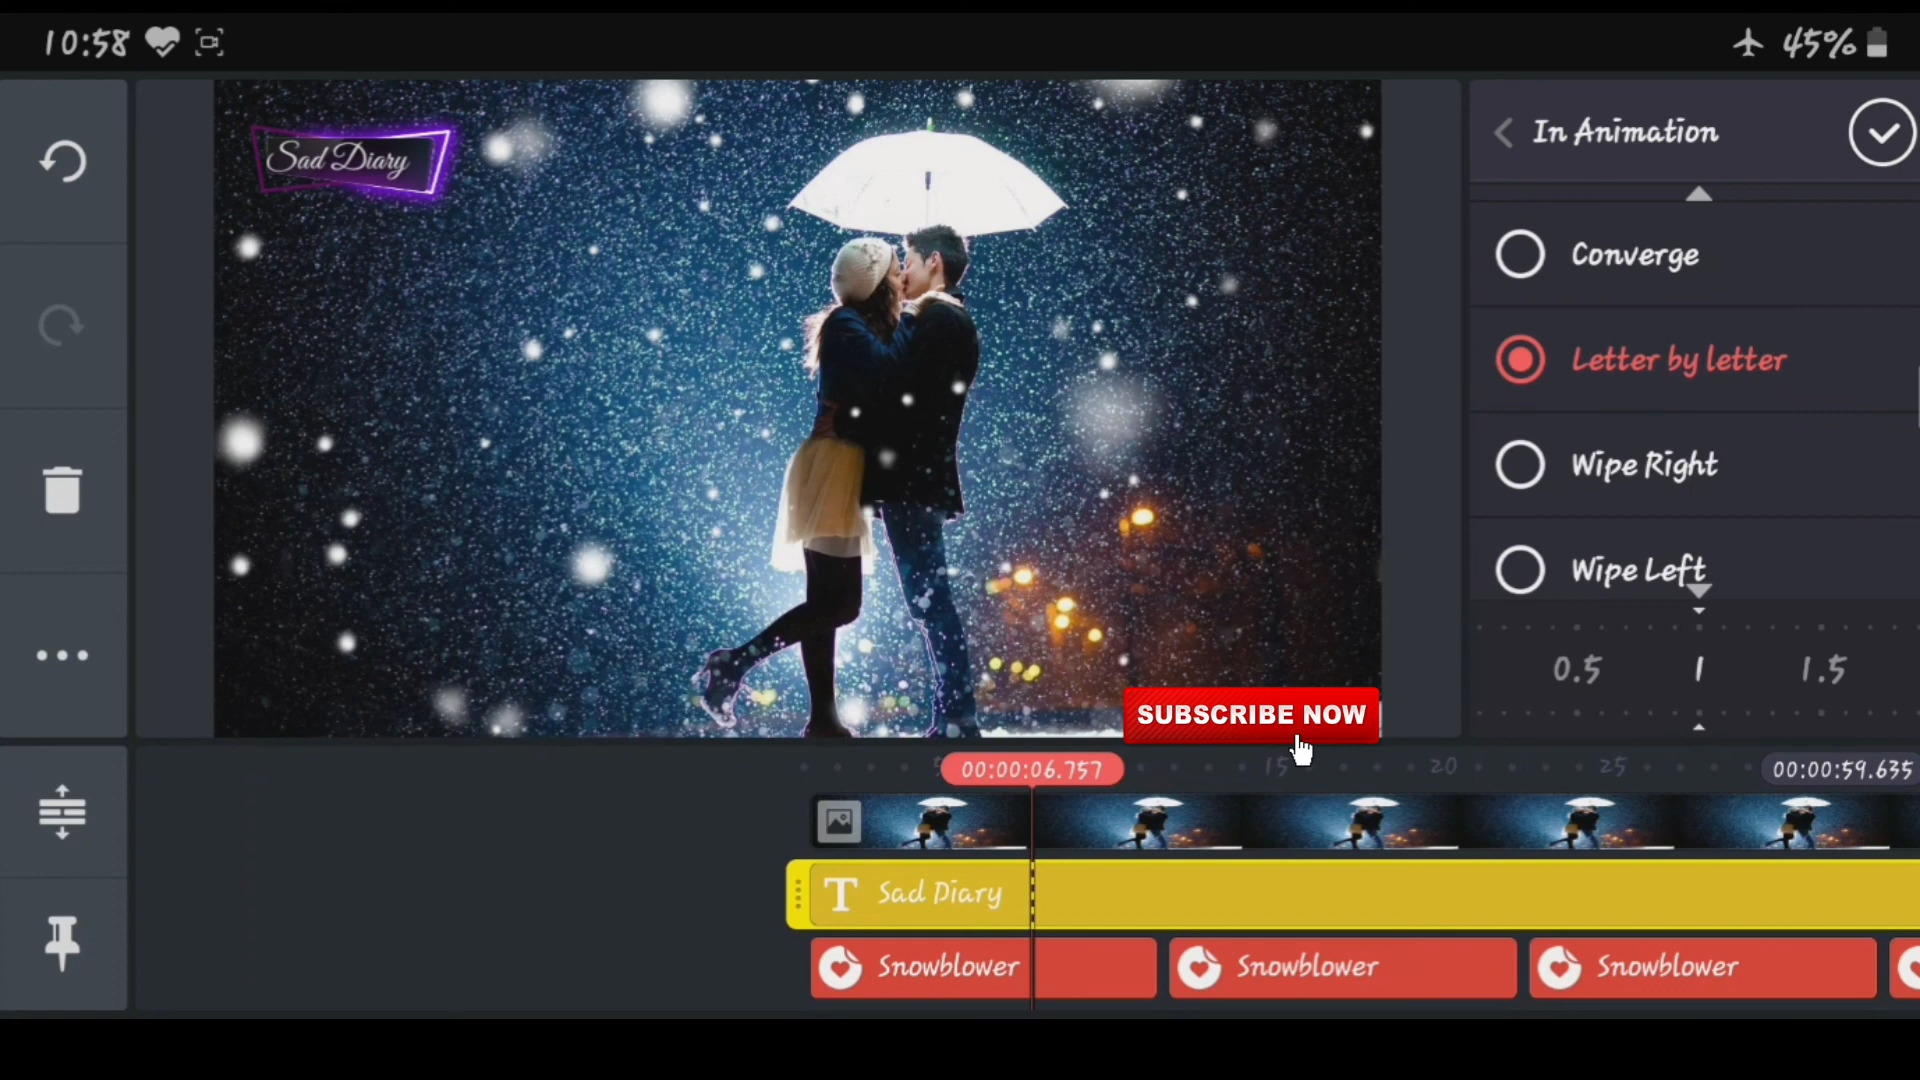 10:58
45%
Sad Diary
In Animation
Converge
Letter by letter
Wipe Right
Wipe Left
0.5 1 1.5
SUBSCRIBE NOW
00:00:06.757 15 20 25 00:00:59.635
T Sad Diary
Snowblower Snowblower Snowblower